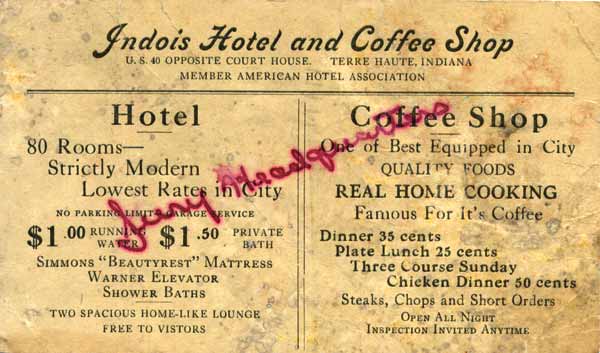 Indois Hotel and Coffee Shop
U.S. 40 OPPOSITE COURT HOUSE. TERRE HAUTE, INDIANA
MEMBER AMERICAN HOTEL ASSOCIATION
Hotel
80 Rooms—
Strictly Modern
Lowest Rates in City
NO PARKING LIMIT—GARAGE SERVICE
$1.00 RUNNING WATER $1.50 PRIVATE BATH
SIMMONS "BEAUTYREST" MATTRESS
WARNER ELEVATOR
SHOWER BATHS
TWO SPACIOUS HOME-LIKE LOUNGE
FREE TO VISTORS
Coffee Shop
One of Best Equipped in City
QUALITY FOODS
REAL HOME COOKING
Famous For It's Coffee
Dinner 35 cents
Plate Lunch 25 cents
Three Course Sunday
Chicken Dinner 50 cents
Steaks, Chops and Short Orders
OPEN ALL NIGHT
INSPECTION INVITED ANYTIME
Jury Headquarters